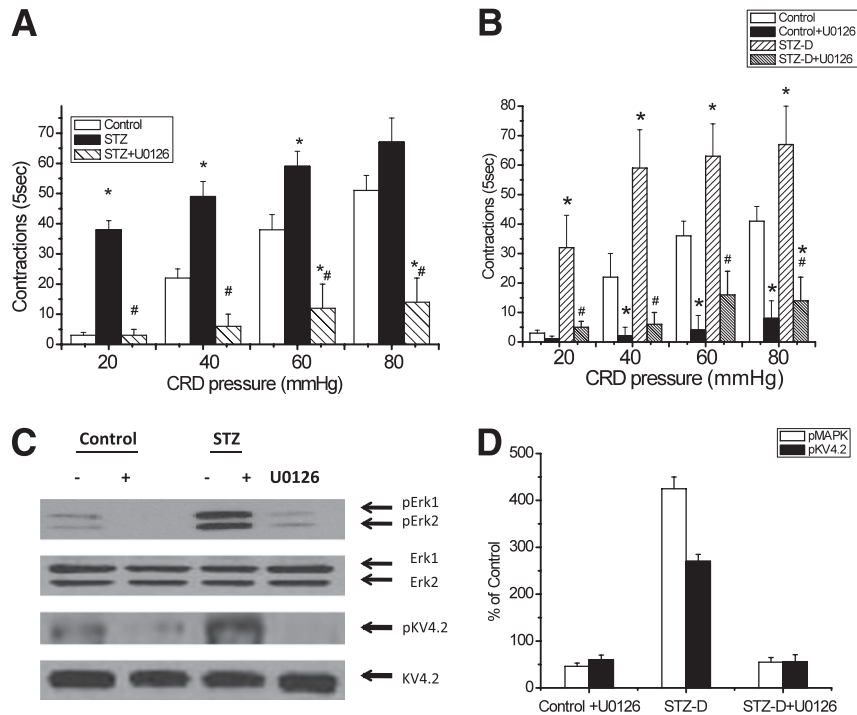 A
Control
STZ
STZ+U0126
70
60
50
40
30
20
10
0
Contractions (5sec)
*
#
*
#
*
*#
*#
20 40 60 80
CRD pressure (mmHg)
B
Control
Control+U0126
STZ-D
STZ-D+U0126
80
70
60
50
40
30
20
10
0
Contractions (5sec)
*
#
*
*
#
*
*
#
*
*
*
#
20 40 60 80
CRD pressure (mmHg)
C
Control STZ
- + - + U0126
pErk1
pErk2
Erk1
Erk2
pKV4.2
KV4.2
D
pMAPK
pKV4.2
500
400
300
200
100
0
% of Control
Control +U0126 STZ-D STZ-D+U0126